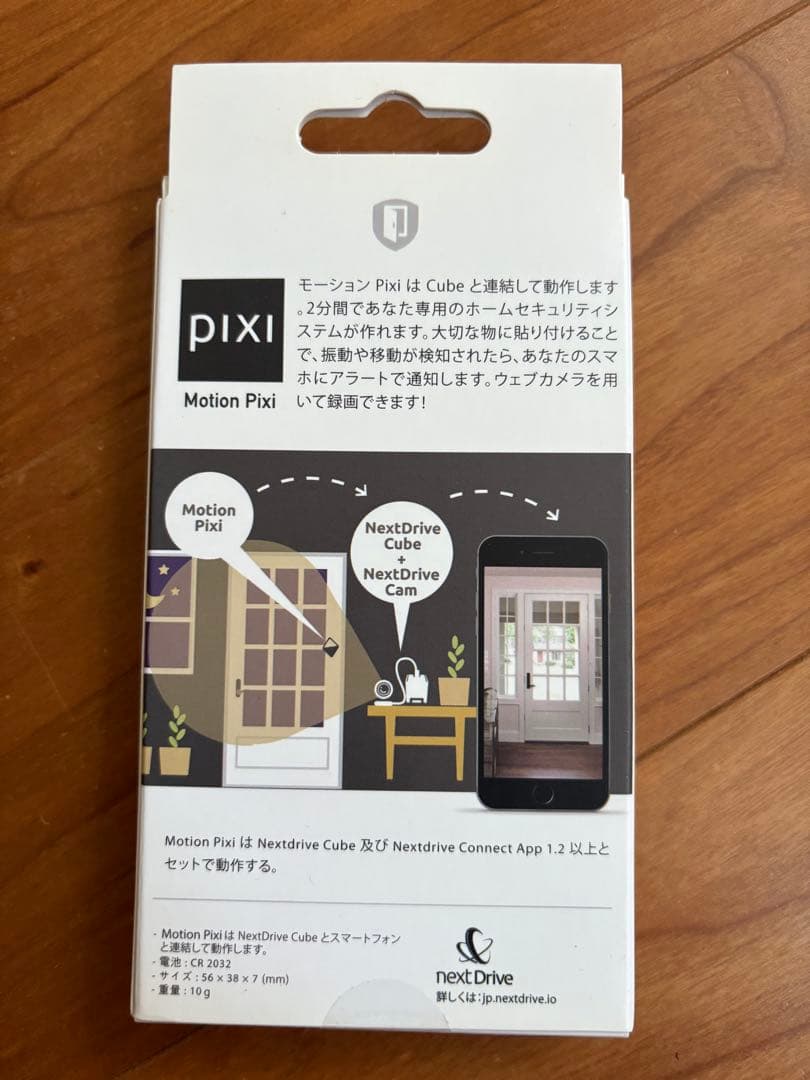 pixi
Motion Pixi
モーション Pixi は Cube と連結して動作します
。2分間であなた専用のホームセキュリティシ
ステムが作れます。大切な物に貼り付けること
で、振動や移動が検知されたら、あなたのスマ
ホにアラートで通知します。ウェブカメラを用
いて録画できます!
Motion
Pixi
NextDrive
Cube
+
NextDrive
Cam
Motion Pixi は Nextdrive Cube 及び Nextdrive Connect App 1.2 以上と
セットで動作する。
- Motion Pixiは NextDrive Cube とスマートフォン
と連結して動作します。
- 電池 : CR 2032
- サイズ : 56 × 38 × 7 (mm)
- 重量 : 10 g
nextDrive
詳しくは:jp.nextdrive.io